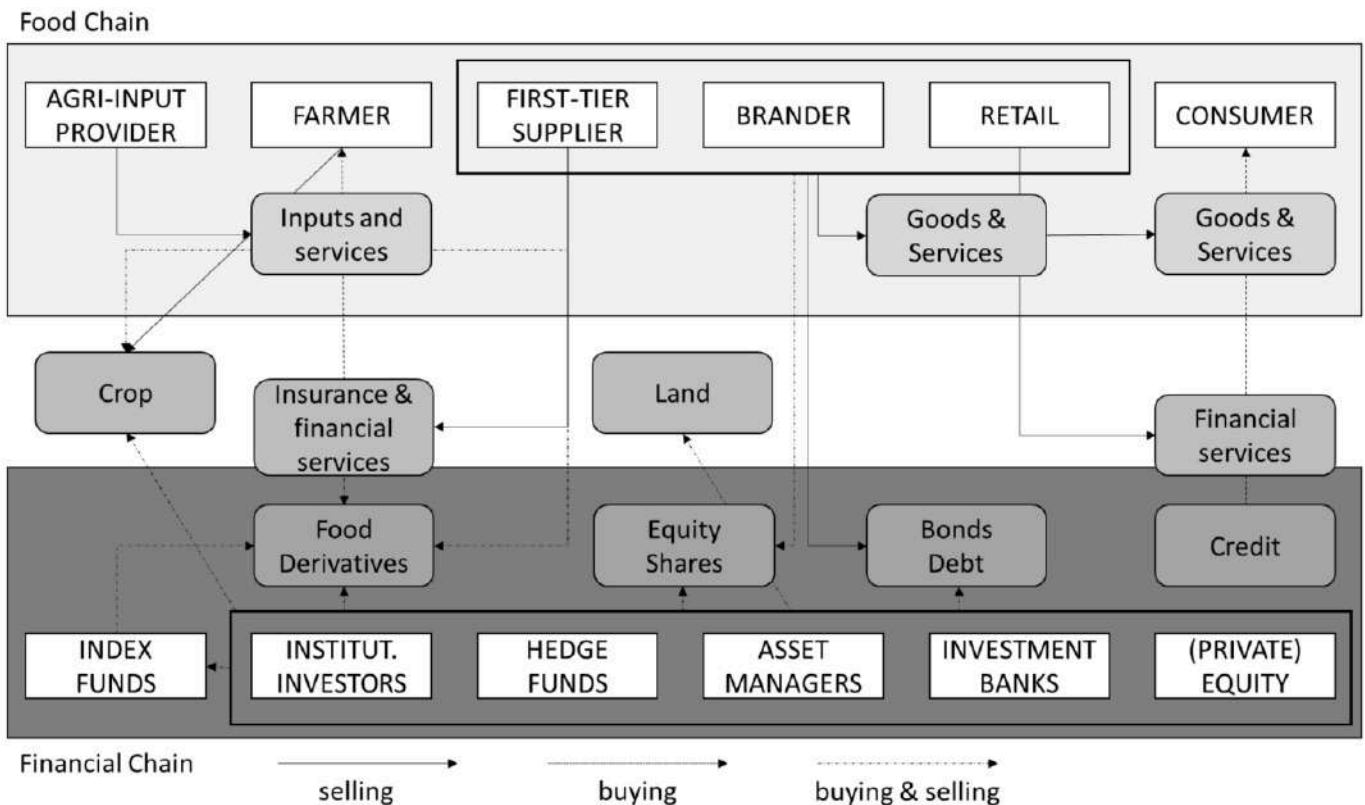 Food Chain
AGRI-INPUT
PROVIDER
FARMER
FIRST-TIER
SUPPLIER
BRANDER
RETAIL
CONSUMER
Inputs and
services
Goods &
Services
Goods &
Services
Crop
Insurance &
financial
services
Land
Financial
services
Food
Derivatives
Equity
Shares
Bonds
Debt
Credit
INDEX
FUNDS
INSTITUT.
INVESTORS
HEDGE
FUNDS
ASSET
MANAGERS
INVESTMENT
BANKS
(PRIVATE)
EQUITY
Financial Chain
selling
buying
buying & selling